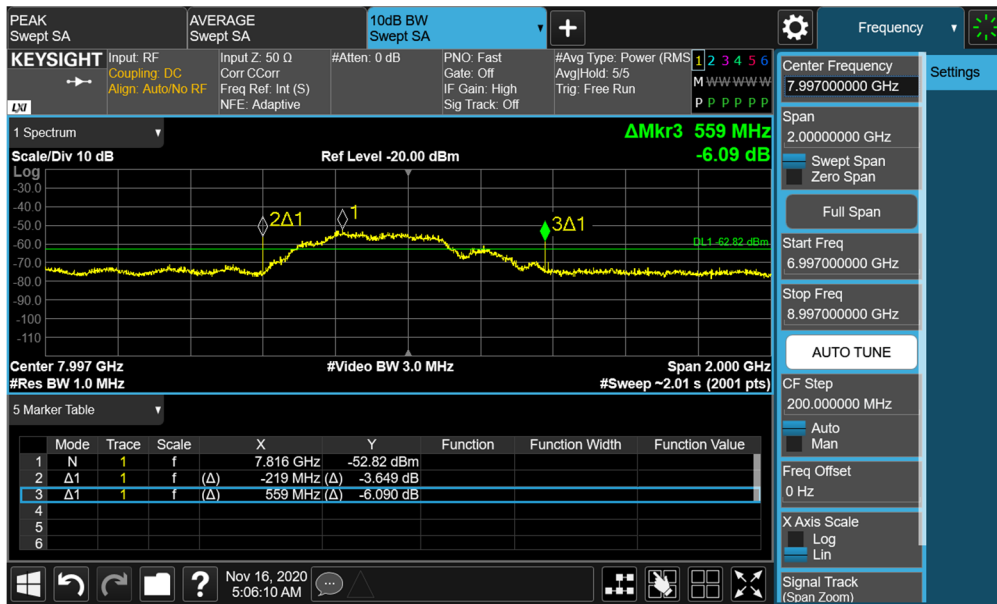 PEAK
Swept SA
AVERAGE
Swept SA
10dB BW
Swept SA
▼
+
Frequency
▼
KEYSIGHT
LXI
Input: RF
Coupling: DC
Align: Auto/No RF
Input Z: 50 Ω
Corr CCorr
Freq Ref: Int (S)
NFE: Adaptive
#Atten: 0 dB
PNO: Fast
Gate: Off
IF Gain: High
Sig Track: Off
#Avg Type: Power (RMS
Avg|Hold: 5/5
Trig: Free Run
1 2 3 4 5 6
M W W W W W
P P P P P P
1 Spectrum ▼
Scale/Div 10 dB
Log
Ref Level -20.00 dBm
ΔMkr3 559 MHz
-6.09 dB
-30.0
-40.0
-50.0
-60.0
-70.0
-80.0
-90.0
-100
-110
2Δ1
1
3Δ1
DL1 -62.82 dBm
Center 7.997 GHz #Video BW 3.0 MHz Span 2.000 GHz
#Res BW 1.0 MHz #Sweep ~2.01 s (2001 pts)
5 Marker Table ▼
Mode Trace Scale X Y Function Function Width Function Value
1 N 1 f 7.816 GHz -52.82 dBm
2 Δ1 1 f (Δ) -219 MHz (Δ) -3.649 dB
3 Δ1 1 f (Δ) 559 MHz (Δ) -6.090 dB
4
5
6
Center Frequency
7.997000000 GHz
Span
2.00000000 GHz
Swept Span
Zero Span
Full Span
Start Freq
6.997000000 GHz
Stop Freq
8.997000000 GHz
AUTO TUNE
CF Step
200.000000 MHz
Auto
Man
Freq Offset
0 Hz
X Axis Scale
Log
Lin
Signal Track
(Span Zoom)
Settings
?
Nov 16, 2020
5:06:10 AM